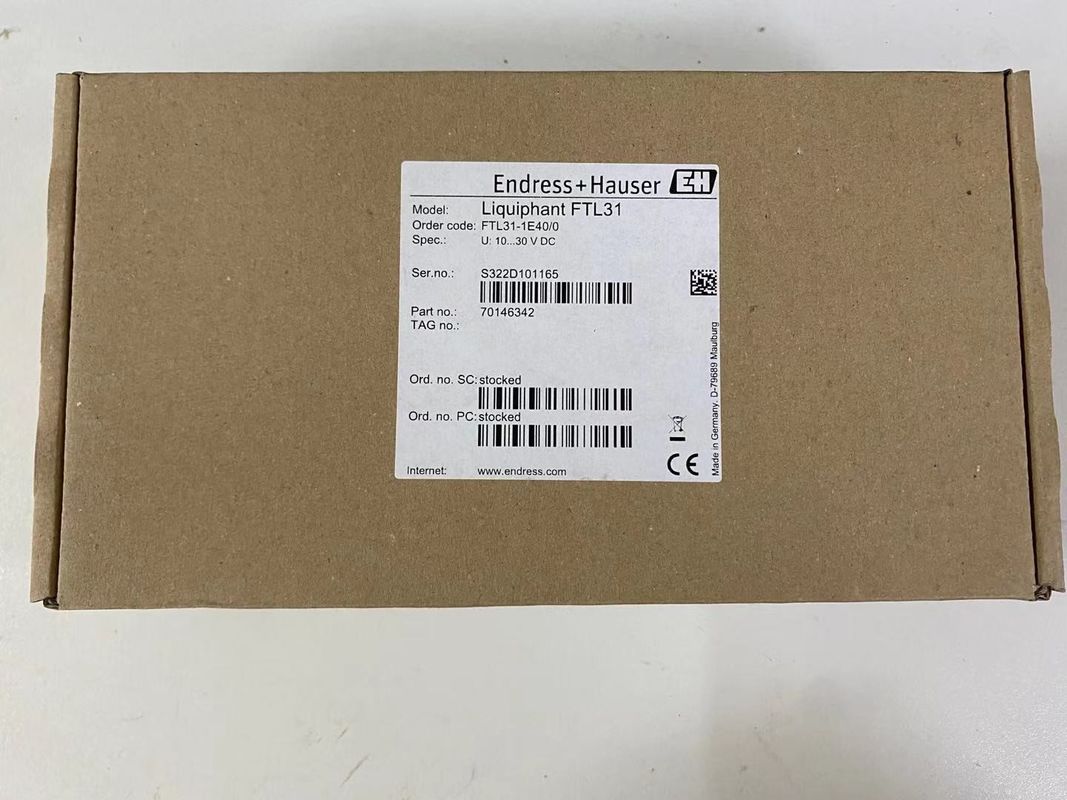 Endress+Hauser EH
Model: Liquiphant FTL31
Order code: FTL31-1E40/0
Spec.: U: 10...30 V DC
Ser.no.: S322D101165
Part no.: 70146342
TAG no.:
Ord. no. SC: stocked
Ord. no. PC: stocked
Internet: www.endress.com
CE
Made in Germany, D-79689 Maulburg